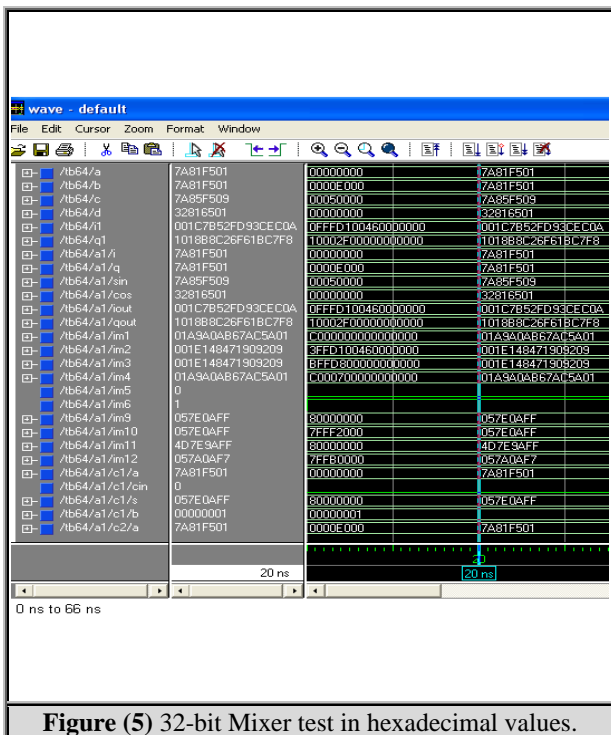 wave - default
File Edit Cursor Zoom Format Window
/tb64/a 7A81F501 00000000 7A81F501
/tb64/b 7A81F501 0000E000 7A81F501
/tb64/c 7A85F509 00050000 7A85F509
/tb64/d 32816501 00000000 32816501
/tb64/i1 001C7B52FD93CEC0A 0FFFD100460000000 001C7B52FD93CEC0A
/tb64/q1 1018B8C26F61BC7F8 10002F00000000000 1018B8C26F61BC7F8
/tb64/a1/i 7A81F501 00000000 7A81F501
/tb64/a1/q 7A81F501 0000E000 7A81F501
/tb64/a1/sin 7A85F509 00050000 7A85F509
/tb64/a1/cos 32816501 00000000 32816501
/tb64/a1/iout 001C7B52FD93CEC0A 0FFFD100460000000 001C7B52FD93CEC0A
/tb64/a1/qout 1018B8C26F61BC7F8 10002F00000000000 1018B8C26F61BC7F8
/tb64/a1/im1 01A9A0AB67AC5A01 C000000000000000 01A9A0AB67AC5A01
/tb64/a1/im2 001E148471909209 3FFD100460000000 001E148471909209
/tb64/a1/im3 001E148471909209 BFFD800000000000 001E148471909209
/tb64/a1/im4 01A9A0AB67AC5A01 C000700000000000 01A9A0AB67AC5A01
/tb64/a1/im5 0
/tb64/a1/im6 1
/tb64/a1/im9 057E0AFF 80000000 057E0AFF
/tb64/a1/im10 057E0AFF 7FFF2000 057E0AFF
/tb64/a1/im11 4D7E9AFF 80000000 4D7E9AFF
/tb64/a1/im12 057A0AF7 7FFB0000 057A0AF7
/tb64/a1/c1/a 7A81F501 00000000 7A81F501
/tb64/a1/c1/cin 0
/tb64/a1/c1/s 057E0AFF 80000000 057E0AFF
/tb64/a1/c1/b 00000001 00000001
/tb64/a1/c2/a 7A81F501 0000E000 7A81F501
20
20 ns 20 ns
0 ns to 66 ns
Figure (5) 32-bit Mixer test in hexadecimal values.